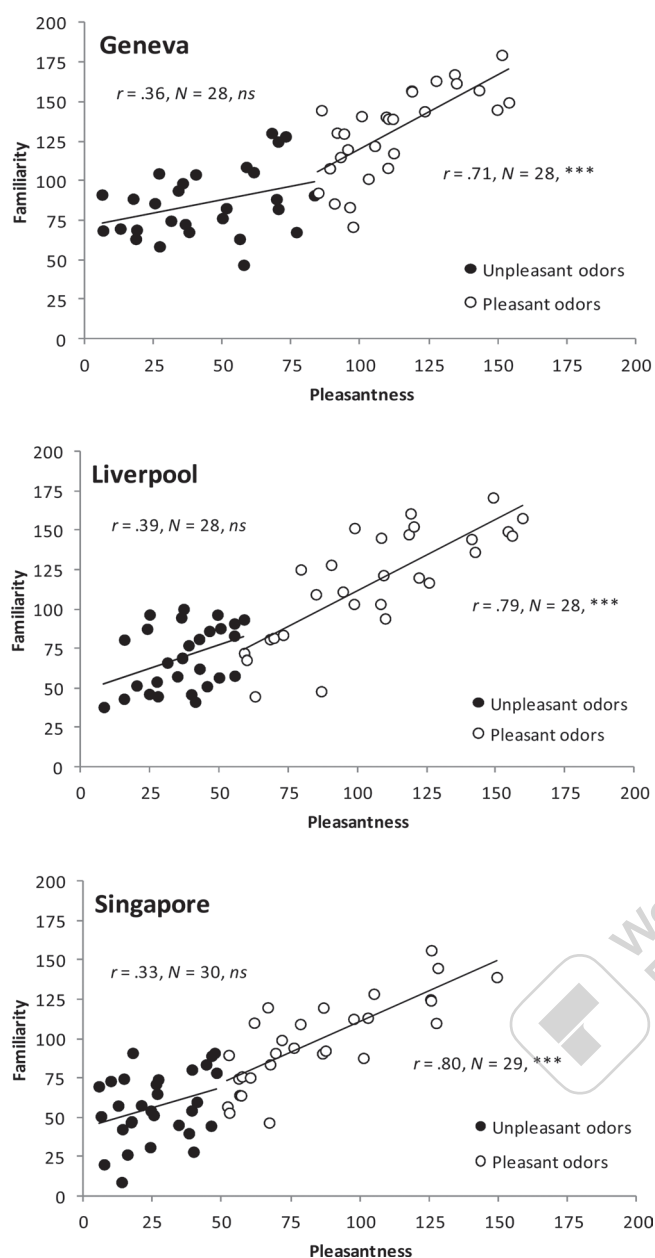 Geneva
r = .36, N = 28, ns
r = .71, N = 28, ***
Unpleasant odors
Pleasant odors
Familiarity
200
175
150
125
100
75
50
25
0
0 25 50 75 100 125 150 175 200
Pleasantness
Liverpool
r = .39, N = 28, ns
r = .79, N = 28, ***
Unpleasant odors
Pleasant odors
Familiarity
200
175
150
125
100
75
50
25
0
0 25 50 75 100 125 150 175 200
Pleasantness
Singapore
r = .33, N = 30, ns
r = .80, N = 29, ***
Unpleasant odors
Pleasant odors
Familiarity
200
175
150
125
100
75
50
25
0
0 25 50 75 100 125 150 175 200
Pleasantness